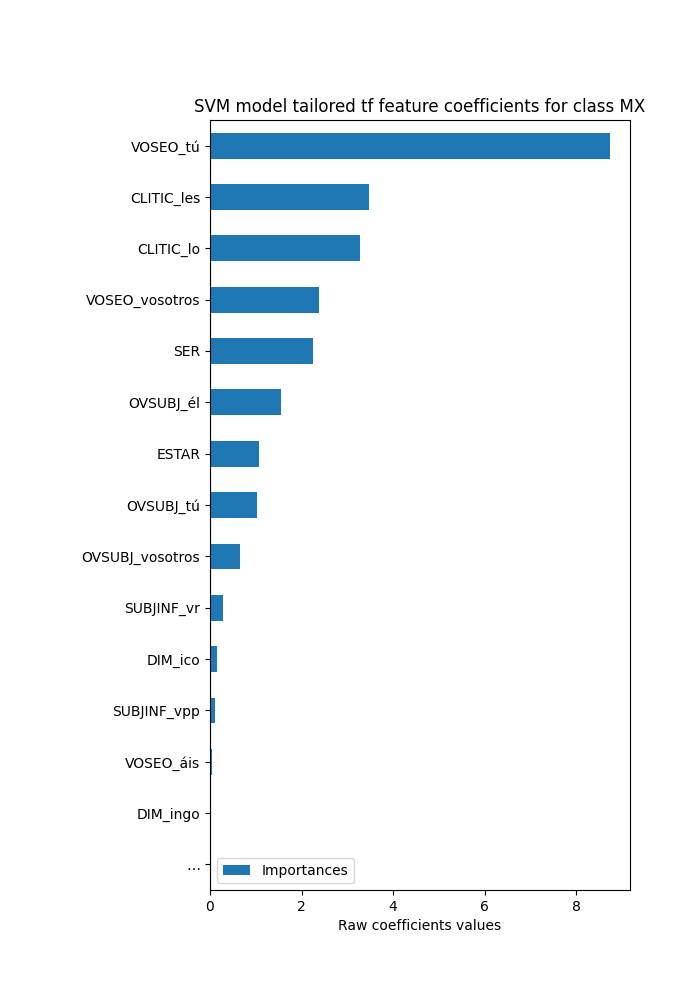 SVM model tailored tf feature coefficients for class MX
VOSEO_tú
CLITIC_les
CLITIC_lo
VOSEO_vosotros
SER
OVSUBJ_él
ESTAR
OVSUBJ_tú
OVSUBJ_vosotros
SUBJINF_vr
DIM_ico
SUBJINF_vpp
VOSEO_áis
DIM_ingo
...
Importances
0 2 4 6 8
Raw coefficients values